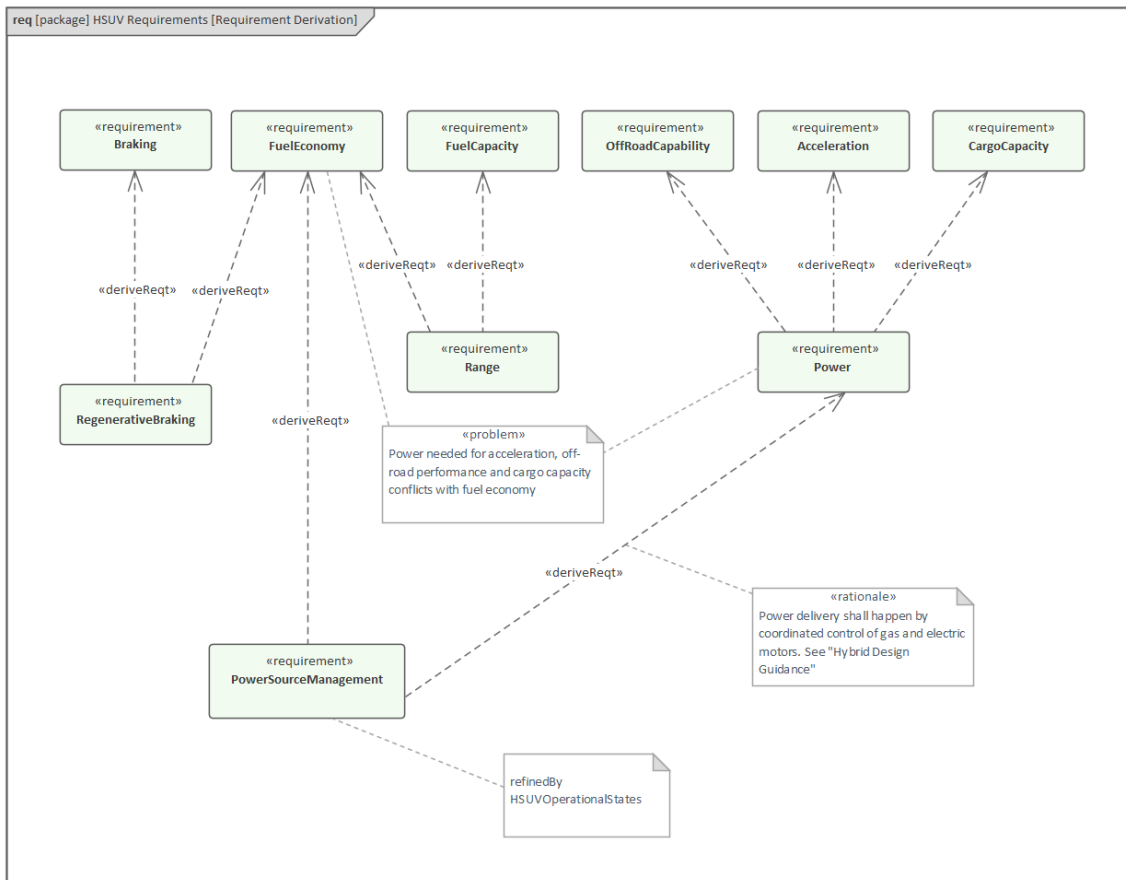 req [package] HSUV Requirements [Requirement Derivation]
«requirement»
Braking
«requirement»
FuelEconomy
«requirement»
FuelCapacity
«requirement»
OffRoadCapability
«requirement»
Acceleration
«requirement»
CargoCapacity
«deriveReqt»
«deriveReqt»
«deriveReqt»
«deriveReqt»
«deriveReqt»
«deriveReqt»
«deriveReqt»
«requirement»
Range
«requirement»
Power
«requirement»
RegenerativeBraking
«deriveReqt»
«problem»
Power needed for acceleration, off-
road performance and cargo capacity
conflicts with fuel economy
«deriveReqt»
«rationale»
Power delivery shall happen by
coordinated control of gas and electric
motors. See "Hybrid Design
Guidance"
«requirement»
PowerSourceManagement
refinedBy
HSUVOperationalStates